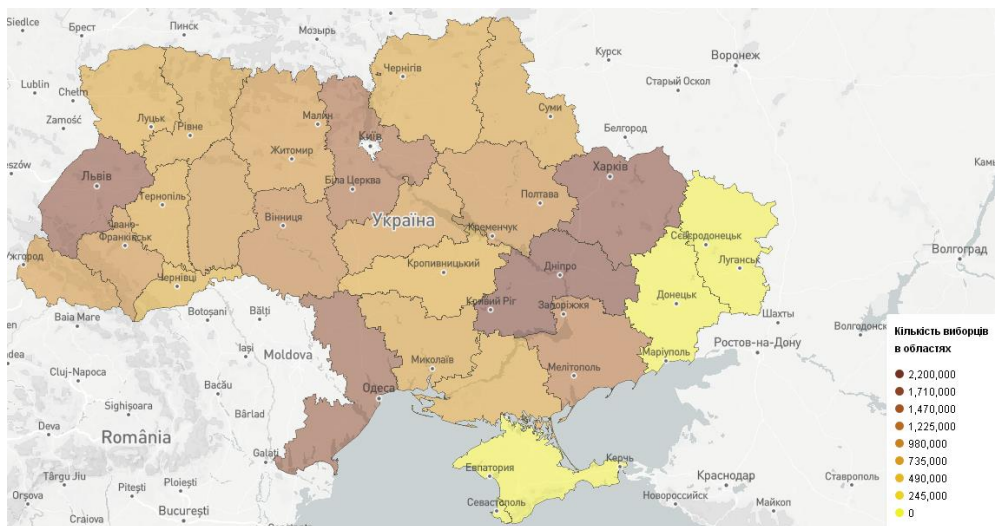 Siedlce
Брест
Пинск
Мозырь
Курск
Воронеж
Чернігів
Lublin
Chełm
Старый Оскол
Луцьк
Рівне
Малин
Суми
Zamość
Київ
Белгород
Житомир
Львів
Харків
Біла Церква
Тернопіль
Полтава
Вінниця
Україна
Івано-
Франківськ
Кременчук
Сєвєродонецьк
Ужгород
Кропивницький
Дніпро
Луганськ
Волгоград
Чернівці
Кривий Ріг
Запоріжжя
Донецьк
Baia Mare
Botoșani
Bălți
Шахты
Волгодонск
Iași
Moldova
Маріуполь
Ростов-на-Дону
Cluj-Napoca
Миколаїв
Мелітополь
Bacău
Одеса
Sighișoara
Bârlad
Deva
România
Galați
Евпатория
Керчь
Краснодар
Ставрополь
Târgu Jiu
Ploiești
Pitești
Севастополь
Новороссийск
Майкоп
Orșova
București
Craiova
Кількість виборців
в областях
2,200,000
1,710,000
1,470,000
1,225,000
980,000
735,000
490,000
245,000
0